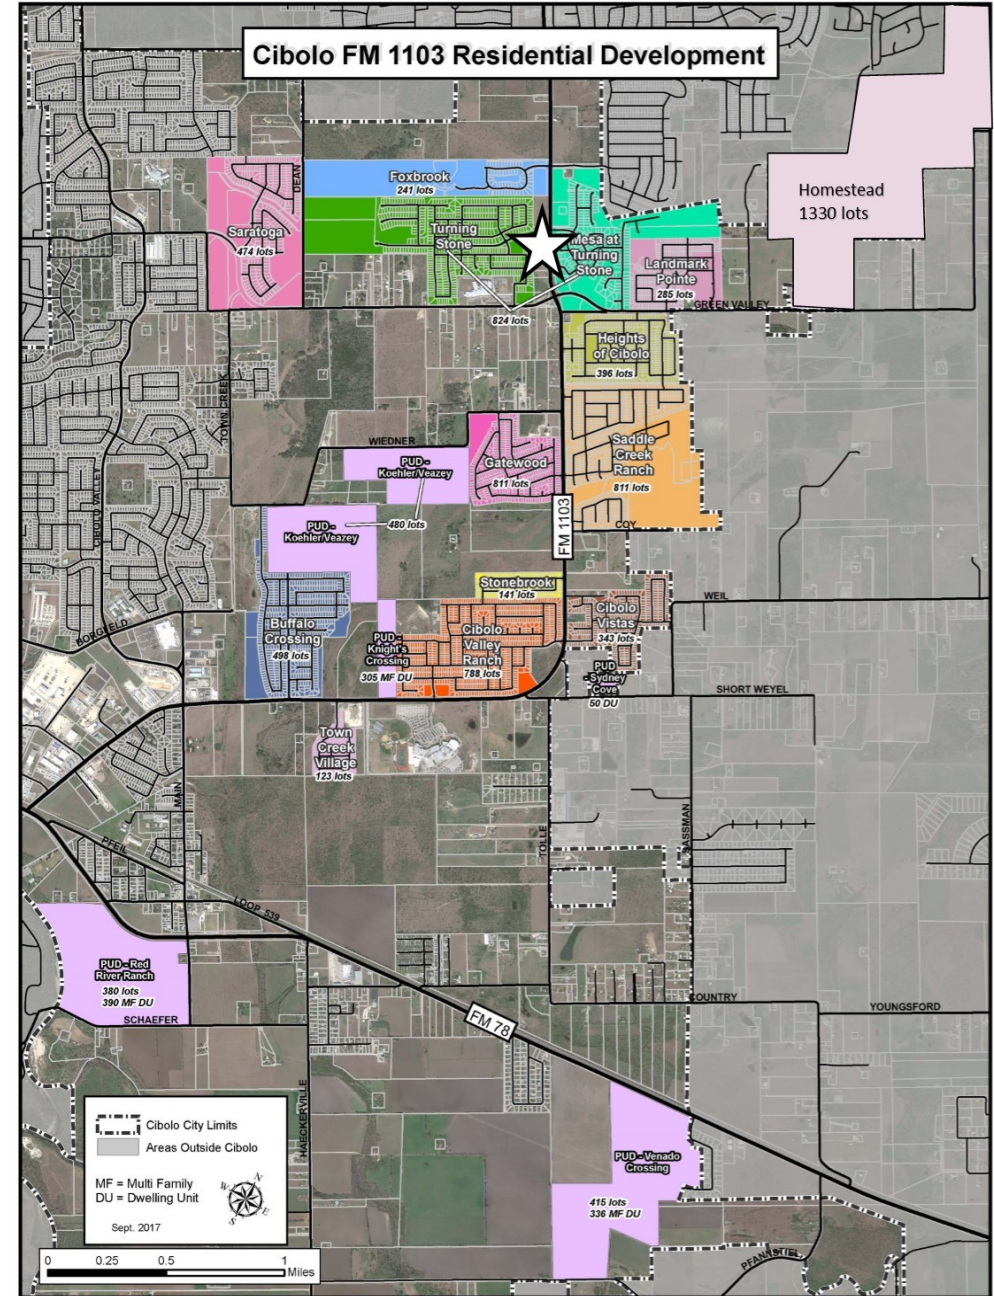 Cibolo FM 1103 Residential Development
Homestead
1330 lots
Foxbrook
241 lots
DEAN
Saratoga
474 lots
Turning
Stone
Mesa at
Turning
Stone
Landmark
Pointe
285 lots
GREEN VALLEY
824 lots
Heights
of Cibolo
396 lots
TOWN CREEK
WIEDNER
PUD -
Koehler/Veazey
Gatewood
811 lots
Saddle
Creek
Ranch
811 lots
CIBOLO VALLEY
PUD -
Koehler/Veazey
480 lots
FM 1103
COY
Stonebrook
141 lots
WEIL
BORGFELD
Buffalo
Crossing
498 lots
PUD -
Knight's
Crossing
305 MF DU
Cibolo
Valley
Ranch
788 lots
Cibolo
Vistas
343 lots
PUD
- Sydney
Cove
50 DU
SHORT WEYEL
Town
Creek
Village
123 lots
MAIN
TOLLE
GASSMAN
PFEIL
LOOP 539
PUD - Red
River Ranch
380 lots
390 MF DU
SCHAEFER
COUNTRY
YOUNGSFORD
FM 78
HAECKERVILLE
PUD - Venado
Crossing
415 lots
336 MF DU
PFANNSTIEL
Cibolo City Limits
Areas Outside Cibolo
MF = Multi Family
DU = Dwelling Unit
N
W
E
S
Sept. 2017
0 0.25 0.5 1
Miles